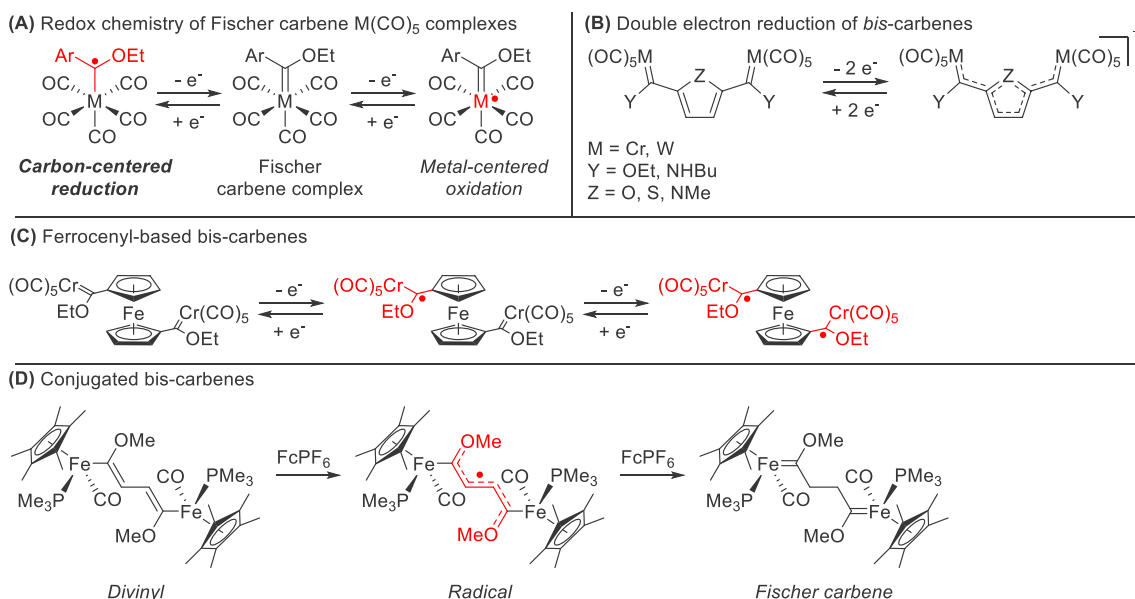 (A) Redox chemistry of Fischer carbene M(CO)5 complexes
Ar OEt OEt OEt
Ar Ar
OC CO OC CO OC CO
- e- - e-
M M M
+ e- + e-
OC CO OC CO OC CO
CO CO CO
Carbon-centered reduction
Fischer carbene complex
Metal-centered oxidation
(B) Double electron reduction of bis-carbenes
(OC)5M M(CO)5 (OC)5M M(CO)5
Z Z
- 2 e-
+ 2 e-
Y Y Y Y
M = Cr, W
Y = OEt, NHBu
Z = O, S, NMe
(C) Ferrocenyl-based bis-carbenes
(OC)5Cr (OC)5Cr (OC)5Cr
- e- - e-
EtO EtO EtO
Fe Cr(CO)5 Fe Cr(CO)5 Fe Cr(CO)5
+ e- + e-
OEt OEt OEt
(D) Conjugated bis-carbenes
OMe OMe OMe
FcPF6 FcPF6
Fe CO PMe3 Fe CO PMe3 Fe CO PMe3
Me3P CO Fe Me3P CO Fe Me3P CO Fe
MeO MeO MeO
Divinyl Radical Fischer carbene